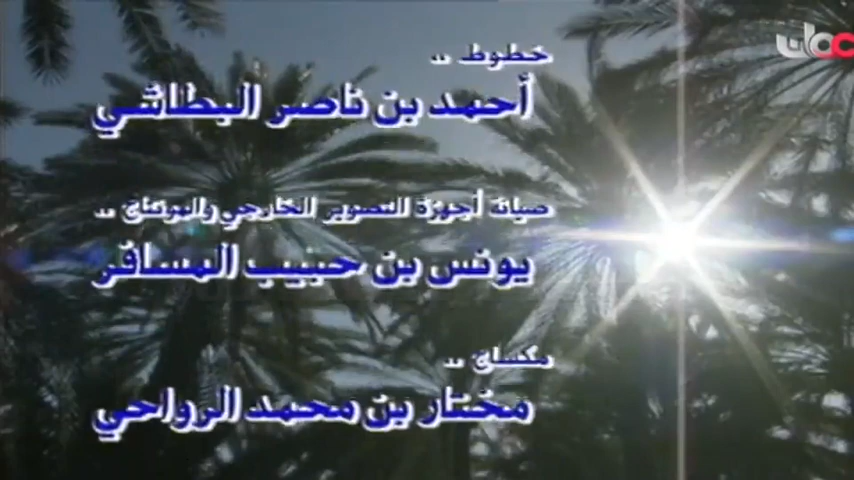 خطوط ..
أحمد بن ناصر البطاشي
صيانة أجهزة التصوير الخارجي والمونتاج ..
يونس بن حبيب المسافر
مكساج ..
مختار بن محمد الرواحي
عمان